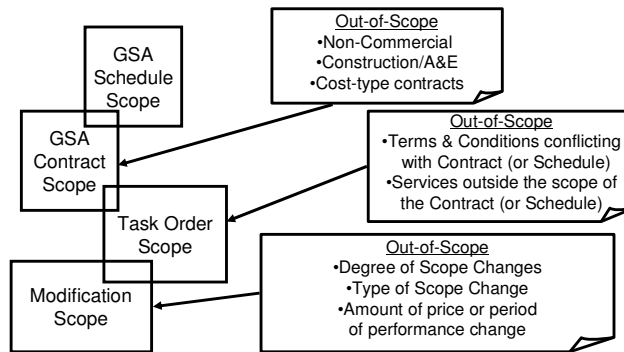 GSA
Schedule
Scope
GSA
Contract
Scope
Task Order
Scope
Modification
Scope
Out-of-Scope
•Non-Commercial
•Construction/A&E
•Cost-type contracts
Out-of-Scope
•Terms & Conditions conflicting
with Contract (or Schedule)
•Services outside the scope of
the Contract (or Schedule)
Out-of-Scope
•Degree of Scope Changes
•Type of Scope Change
•Amount of price or period
of performance change